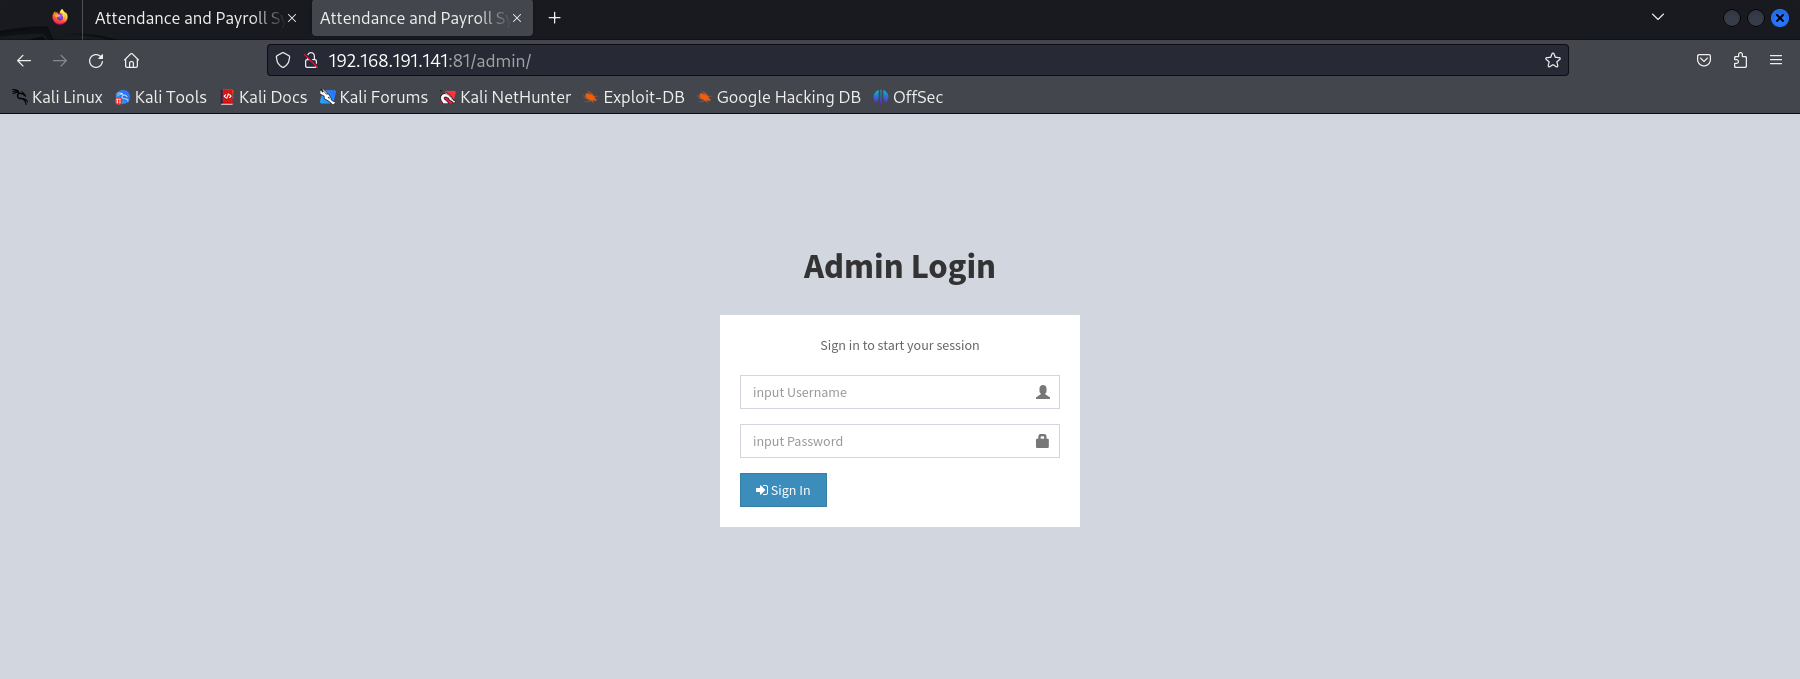 Attendance and Payroll S
Attendance and Payroll S
192.168.191.141:81/admin/
Kali Linux Kali Tools Kali Docs Kali Forums Kali NetHunter Exploit-DB Google Hacking DB OffSec
Admin Login
Sign in to start your session
input Username
input Password
Sign In